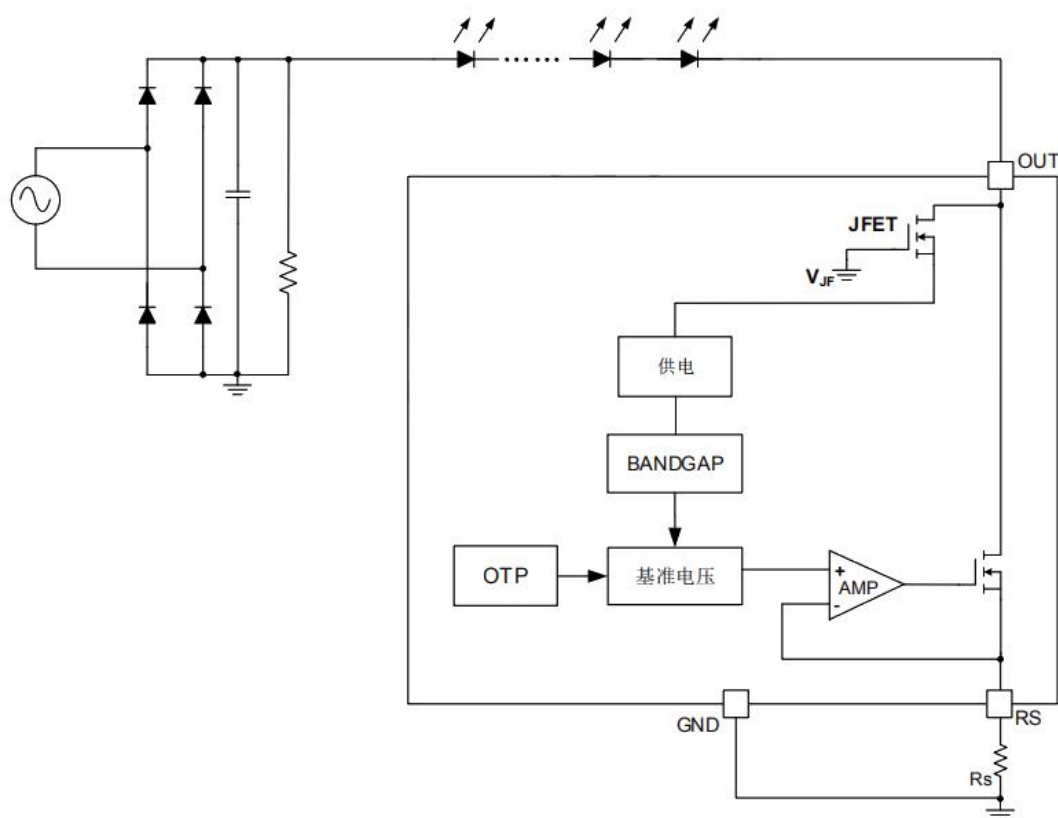 OUT
JFET
VJF
供电
BANDGAP
OTP
基准电压
+
AMP
-
GND
RS
Rs